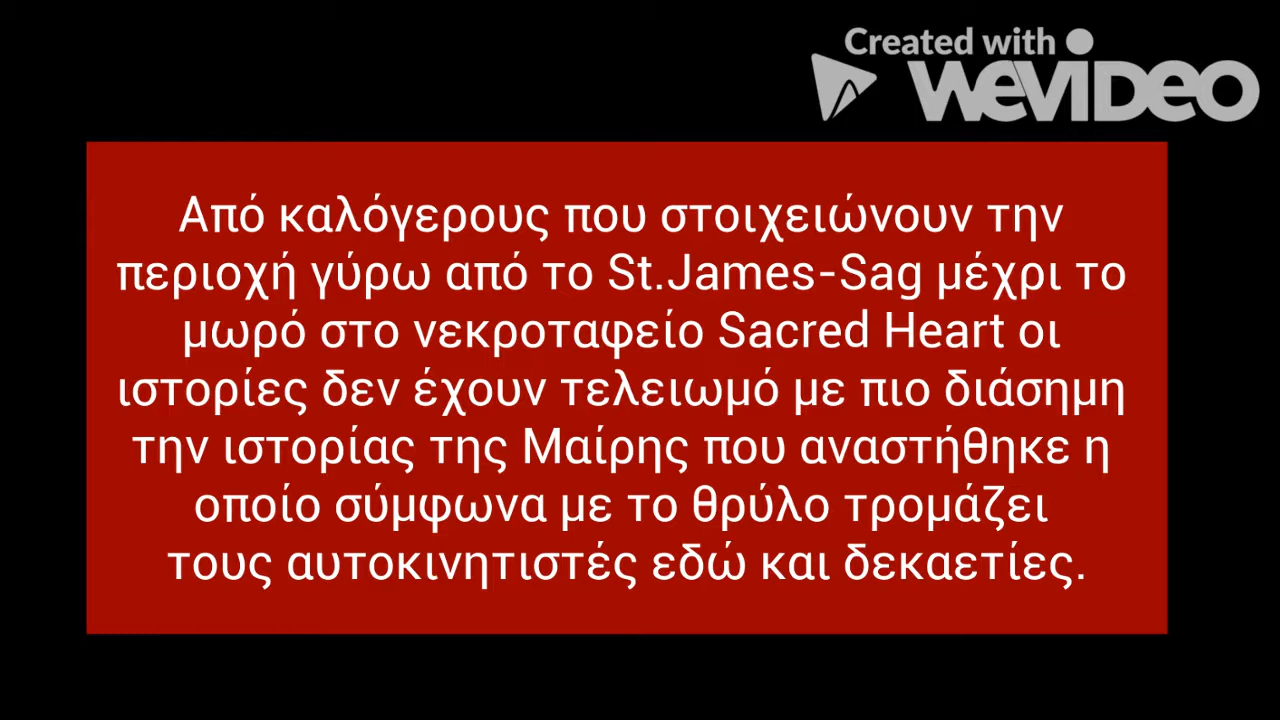 Created with
WEVIDEO
Από καλόγερους που στοιχειώνουν την
περιοχή γύρω από το St.James-Sag μέχρι το
μωρό στο νεκροταφείο Sacred Heart οι
ιστορίες δεν έχουν τελειωμό με πιο διάσημη
την ιστορίας της Μαίρης που αναστήθηκε η
οποίο σύμφωνα με το θρύλο τρομάζει
τους αυτοκινητιστές εδώ και δεκαετίες.